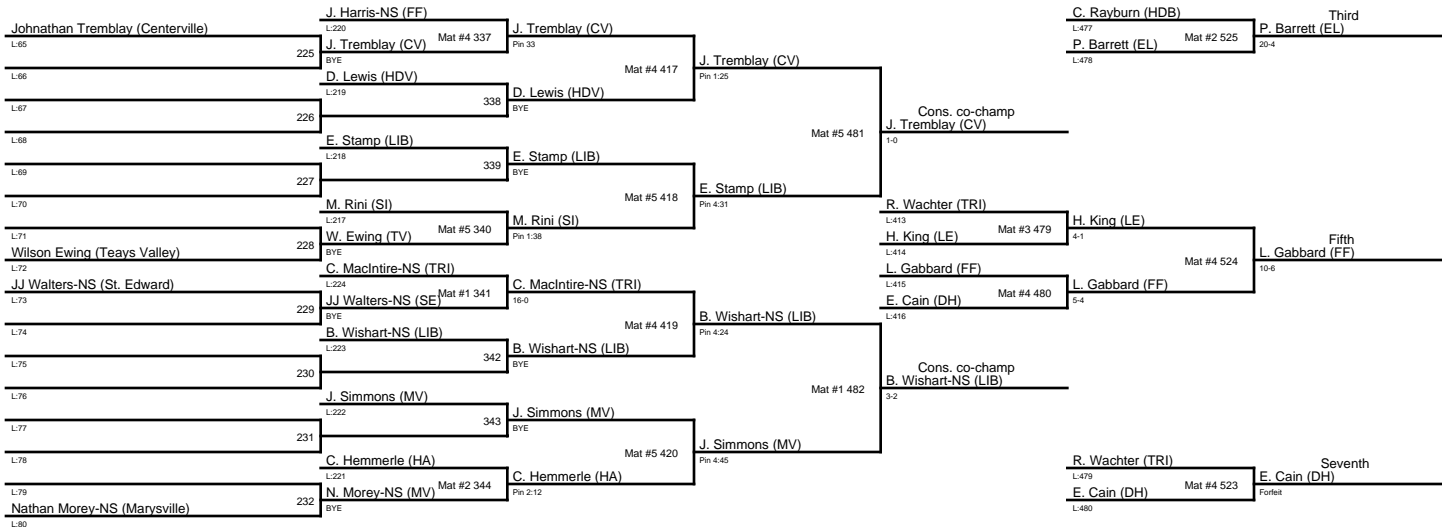 Johnathan Tremblay (Centerville)
L:65
225
L:66
L:67
226
L:68
L:69
227
L:70
L:71
228
Wilson Ewing (Teays Valley)
L:72
JJ Walters-NS (St. Edward)
L:73
229
L:74
L:75
230
L:76
L:77
231
L:78
L:79
232
Nathan Morey-NS (Marysville)
L:80
J. Harris-NS (FF)
L:220
Mat #4 337
J. Tremblay (CV)
BYE
D. Lewis (HDV)
L:219
338
E. Stamp (LIB)
L:218
339
M. Rini (SI)
L:217
Mat #5 340
W. Ewing (TV)
BYE
C. MacIntire-NS (TRI)
L:224
Mat #1 341
JJ Walters-NS (SE)
BYE
B. Wishart-NS (LIB)
L:223
342
J. Simmons (MV)
L:222
343
C. Hemmerle (HA)
L:221
Mat #2 344
N. Morey-NS (MV)
BYE
J. Tremblay (CV)
Pin 33
Mat #4 417
D. Lewis (HDV)
BYE
E. Stamp (LIB)
BYE
Mat #5 418
M. Rini (SI)
Pin 1:38
C. MacIntire-NS (TRI)
16-0
Mat #4 419
B. Wishart-NS (LIB)
BYE
J. Simmons (MV)
BYE
Mat #5 420
C. Hemmerle (HA)
Pin 2:12
J. Tremblay (CV)
Pin 1:25
Mat #5 481
E. Stamp (LIB)
Pin 4:31
B. Wishart-NS (LIB)
Pin 4:24
Mat #1 482
J. Simmons (MV)
Pin 4:45
Cons. co-champ
J. Tremblay (CV)
1-0
Cons. co-champ
B. Wishart-NS (LIB)
3-2
C. Rayburn (HDB)
L:477
Mat #2 525
P. Barrett (EL)
L:478
Third
P. Barrett (EL)
20-4
R. Wachter (TRI)
L:413
Mat #3 479
H. King (LE)
L:414
L. Gabbard (FF)
L:415
Mat #4 480
E. Cain (DH)
L:416
H. King (LE)
4-1
Mat #4 524
L. Gabbard (FF)
5-4
Fifth
L. Gabbard (FF)
10-6
R. Wachter (TRI)
L:479
Mat #4 523
E. Cain (DH)
L:480
Seventh
E. Cain (DH)
Forfeit